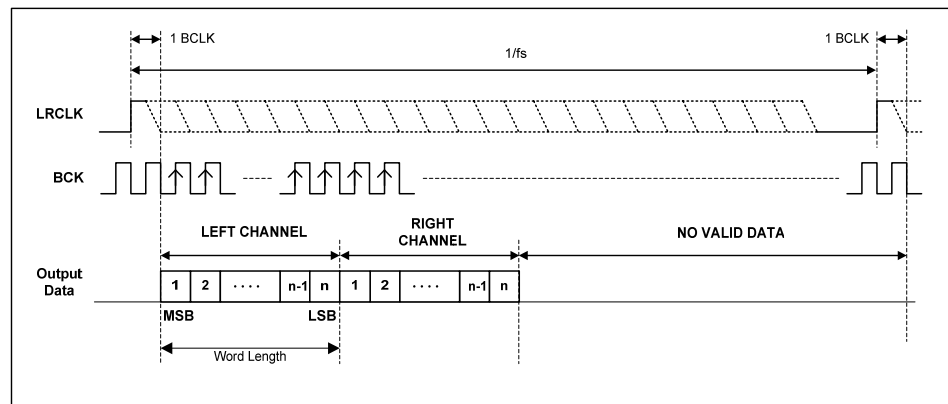 1 BCLK
1 BCLK
1/fs
LRCLK
BCK
LEFT CHANNEL
RIGHT
CHANNEL
NO VALID DATA
Output
Data
1 2 .... n-1 n 1 2 .... n-1 n
MSB
LSB
Word Length